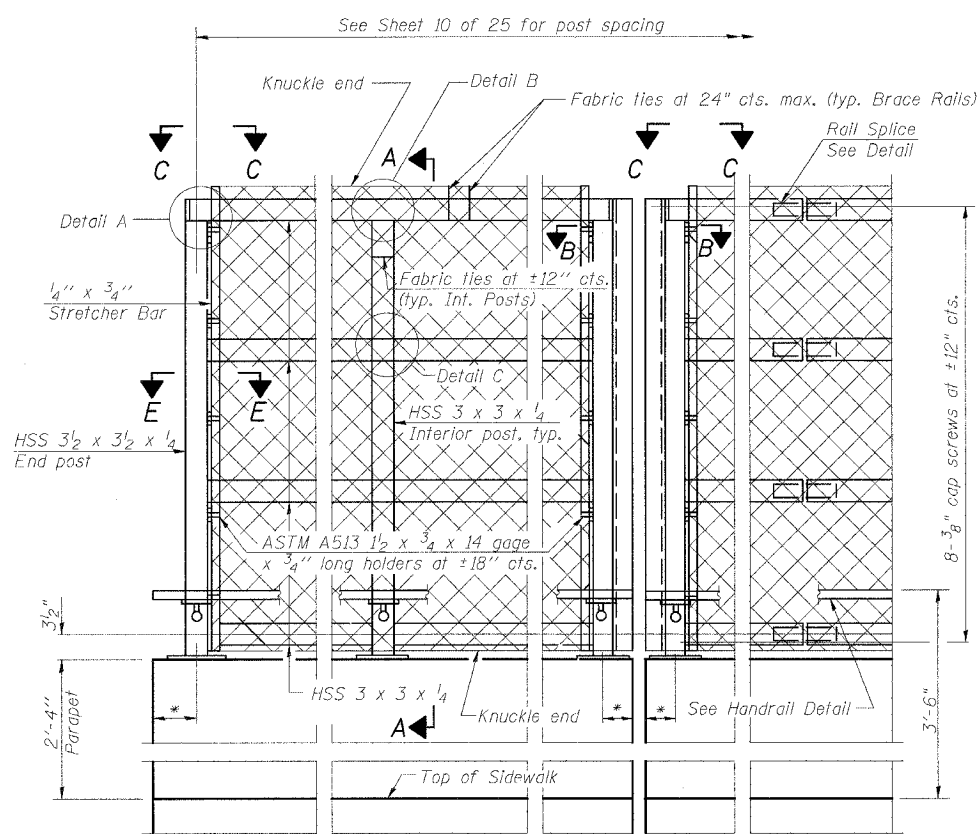 See Sheet 10 of 25 for post spacing
Knuckle end
Detail B
Fabric ties at 24" cts. max. (typ. Brace Rails)
Rail Splice
See Detail
C
C
A
C
C
Detail A
B
B
Fabric ties at ±12" cts.
(typ. Int. Posts)
1/4" x 3/4"
Stretcher Bar
Detail C
E
E
HSS 3 x 3 x 1/4
Interior post, typ.
HSS 3 1/2 x 3 1/2 x 1/4
End post
8- 3/8" cap screws at ±12" cts.
ASTM A513 1 1/2 x 3/4 x 14 gage
x 3/4" long holders at ±18" cts.
3 1/2"
HSS 3 x 3 x 1/4
2'-4"
Parapet
*
*
*
A
Knuckle end
See Handrail Detail
3'-6"
Top of Sidewalk